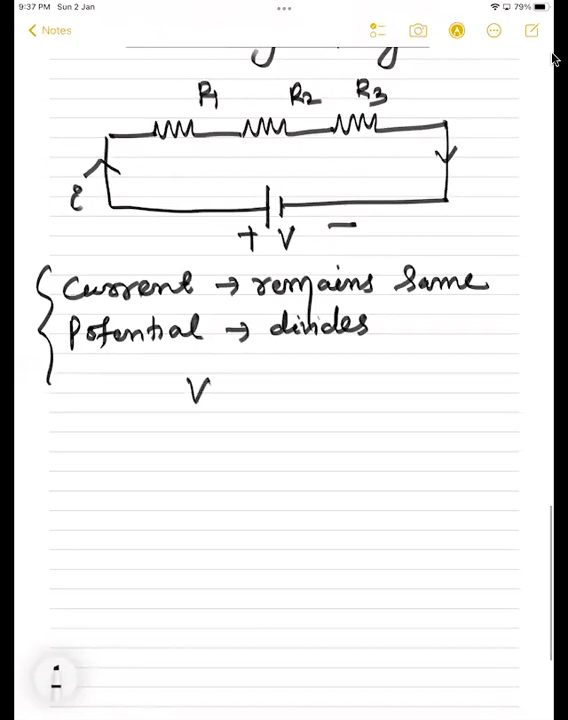 9:37 PM Sun 2 Jan
79%
Notes
R1 R2 R3
i
+ V −
Current → remains same
Potential → divides
V